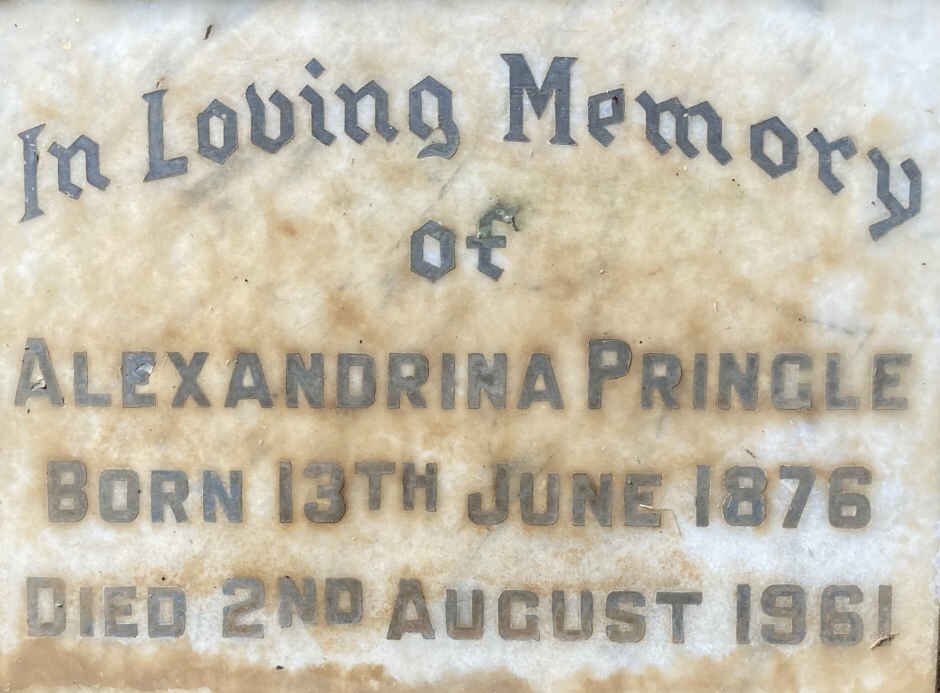 In Loving Memory
of
ALEXANDRINA PRINGLE
BORN 13TH JUNE 1876
DIED 2ND AUGUST 1961